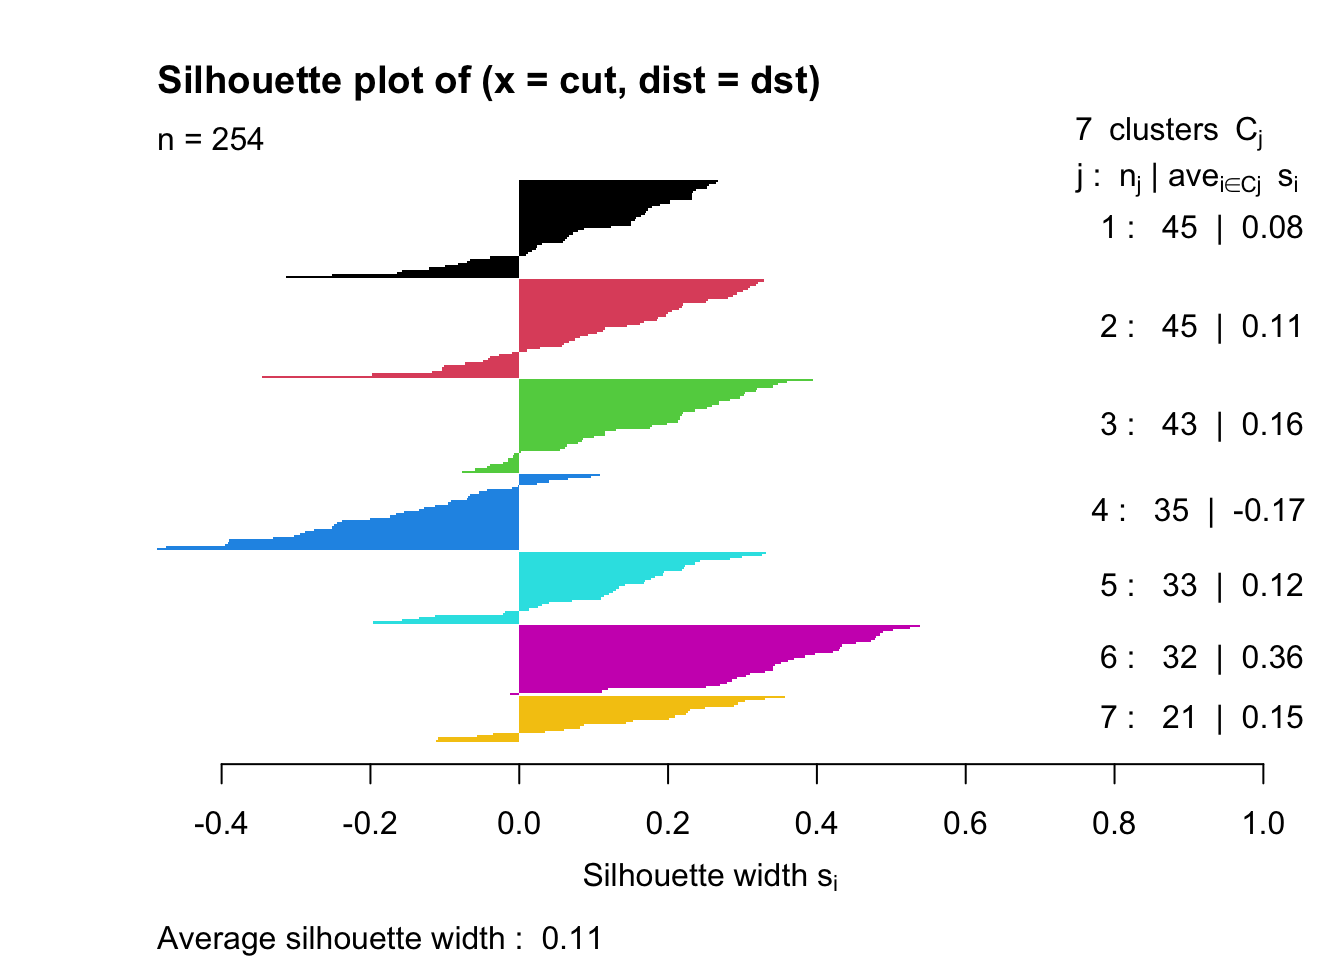 Silhouette plot of (x = cut, dist = dst)
n = 254
7 clusters Cj
j : nj | avei∈Cj si
1 : 45 | 0.08
2 : 45 | 0.11
3 : 43 | 0.16
4 : 35 | -0.17
5 : 33 | 0.12
6 : 32 | 0.36
7 : 21 | 0.15
-0.4 -0.2 0.0 0.2 0.4 0.6 0.8 1.0
Silhouette width si
Average silhouette width : 0.11